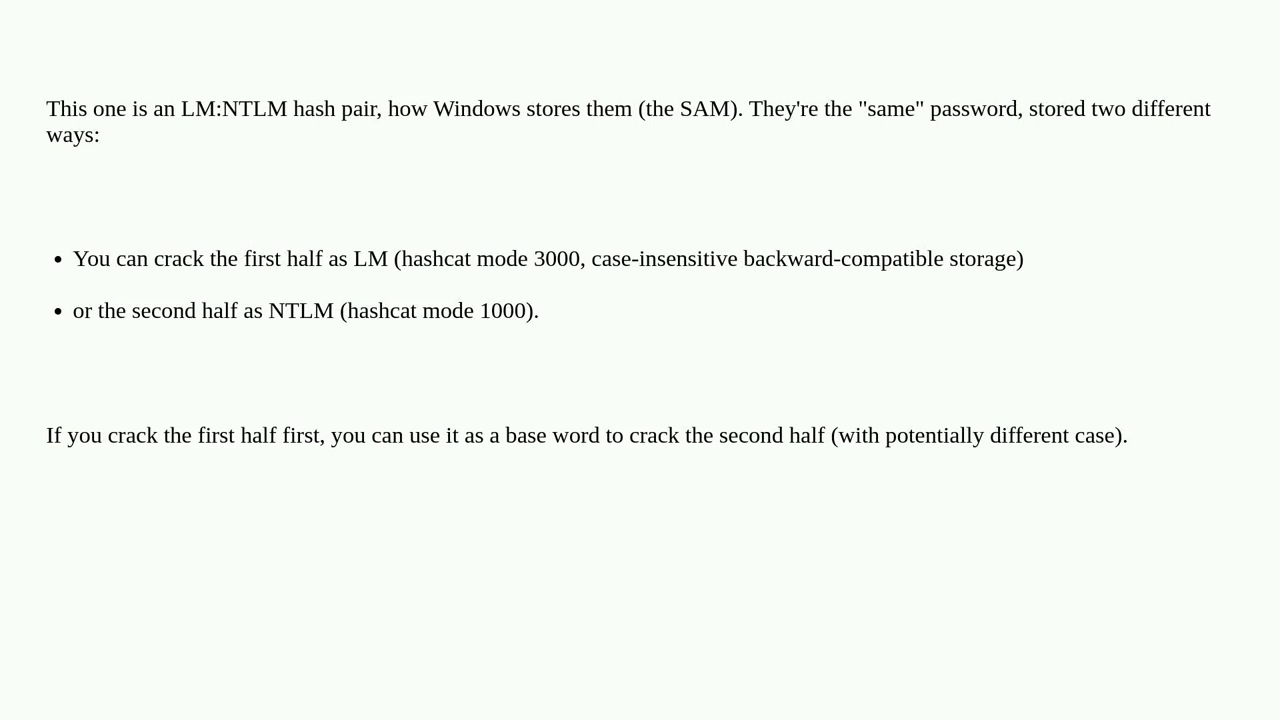 This one is an LM:NTLM hash pair, how Windows stores them (the SAM). They're the "same" password, stored two different
ways:
• You can crack the first half as LM (hashcat mode 3000, case-insensitive backward-compatible storage)
• or the second half as NTLM (hashcat mode 1000).
If you crack the first half first, you can use it as a base word to crack the second half (with potentially different case).